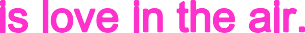 is love in the air.